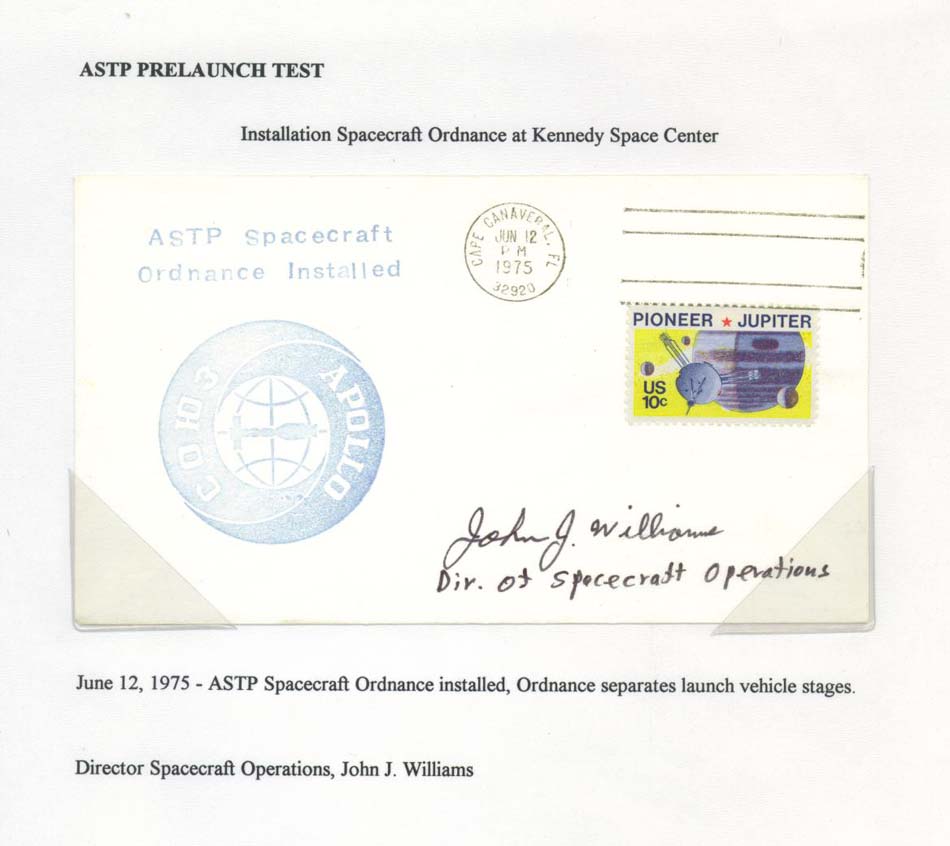 ASTP PRELAUNCH TEST
Installation Spacecraft Ordnance at Kennedy Space Center
ASTP Spacecraft
Ordnance Installed
CAPE CANAVERAL, FL
JUN 12
PM
1975
32920
PIONEER ★ JUPITER
US
10c
СОЮЗ
APOLLO
John J. Williams
Dir. of Spacecraft Operations
June 12, 1975 - ASTP Spacecraft Ordnance installed, Ordnance separates launch vehicle stages.
Director Spacecraft Operations, John J. Williams